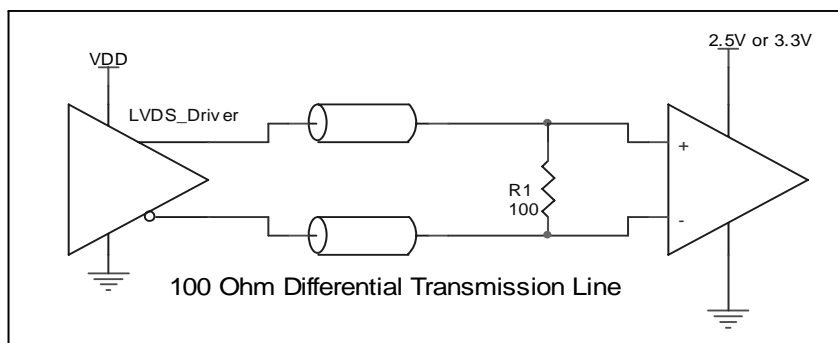 2.5V or 3.3V
VDD
LVDS_Driver
+
R1
100
-
100 Ohm Differential Transmission Line